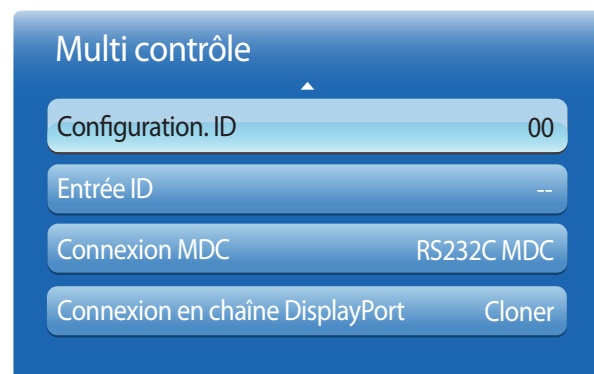 Multi contrôle
Configuration. ID 00
Entrée ID --
Connexion MDC RS232C MDC
Connexion en chaîne DisplayPort Cloner